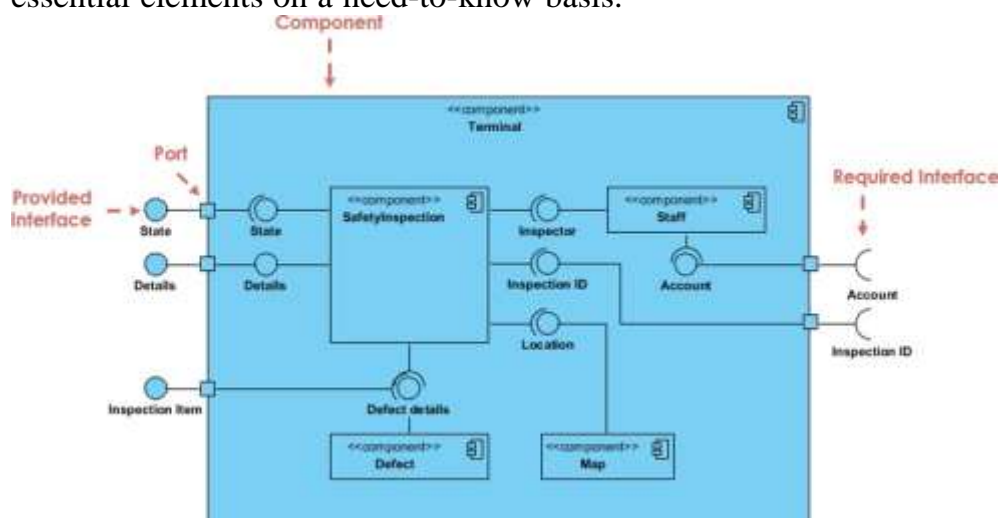 essential elements on a need-to-know basis.
Component
<<component>>
Terminal
Port
Provided
Interface
Required Interface
<<component>>
SafetyInspection
<<component>>
Staff
State
State
Inspector
Details
Details
Inspection ID
Account
Account
Location
Inspection ID
Inspection Item
Defect details
<<component>>
Defect
<<component>>
Map